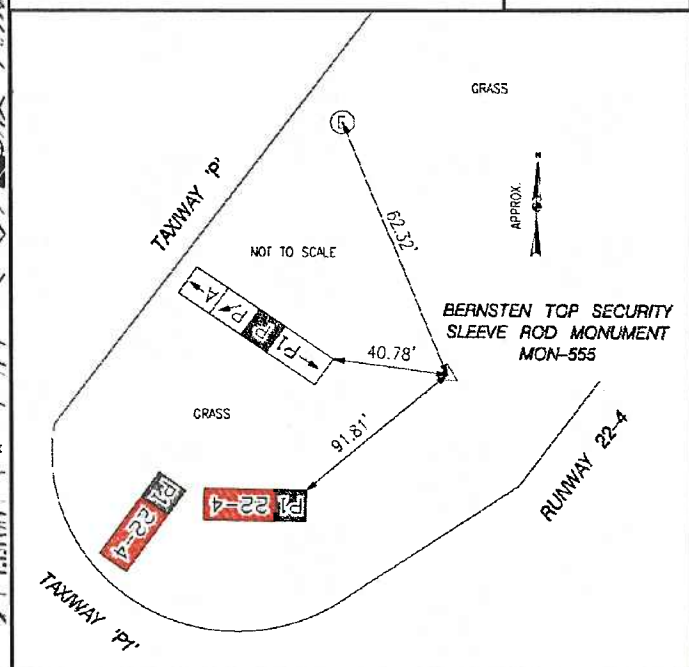 GRASS
E
TAXIWAY 'P'
62.32'
APPROX.
N
NOT TO SCALE
A P P P1
BERNSTEN TOP SECURITY
SLEEVE ROD MONUMENT
MON-555
40.78'
GRASS
91.81'
RUNWAY 22-4
P1
22-4
22-4 P1
TAXIWAY 'P1'